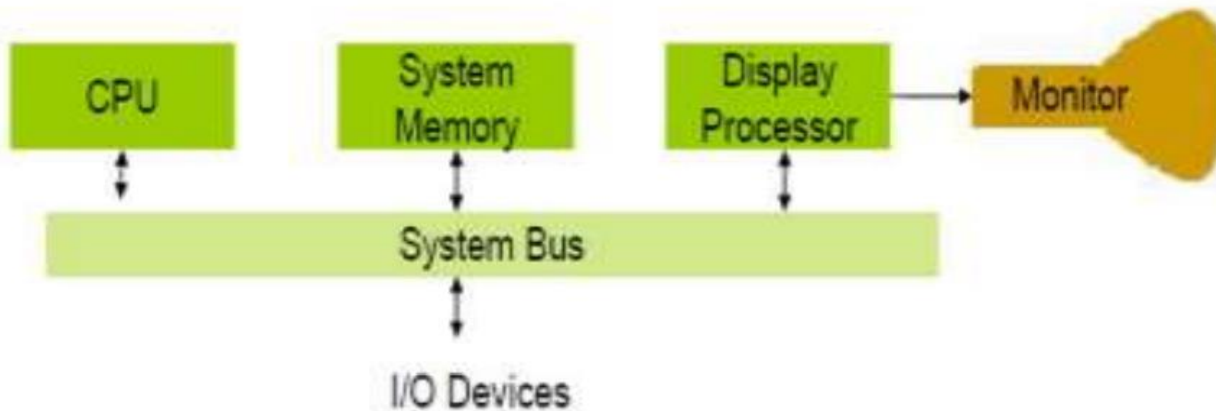 CPU
System
Memory
Display
Processor
Monitor
System Bus
I/O Devices